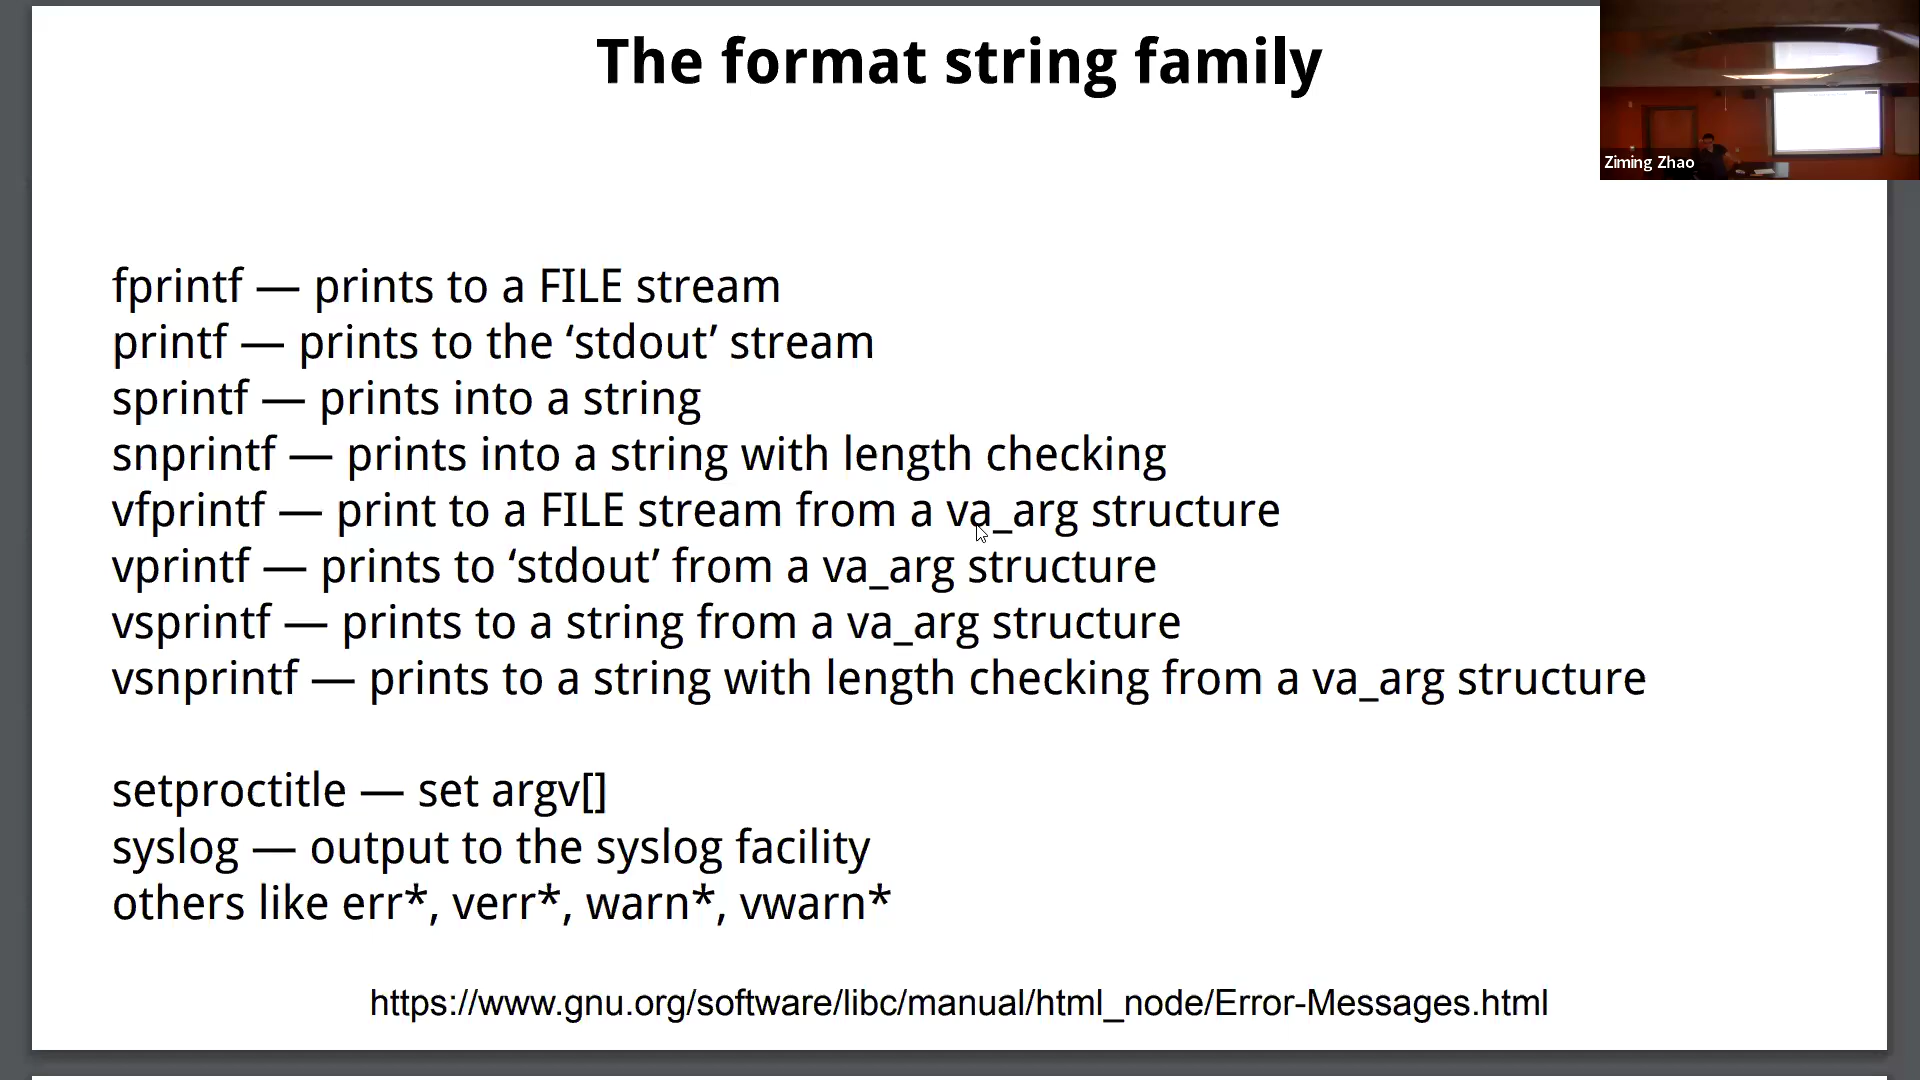 The format string family
Ziming Zhao
fprintf — prints to a FILE stream
printf — prints to the ‘stdout’ stream
sprintf — prints into a string
snprintf — prints into a string with length checking
vfprintf — print to a FILE stream from a va_arg structure
vprintf — prints to ‘stdout’ from a va_arg structure
vsprintf — prints to a string from a va_arg structure
vsnprintf — prints to a string with length checking from a va_arg structure
setproctitle — set argv[]
syslog — output to the syslog facility
others like err*, verr*, warn*, vwarn*
https://www.gnu.org/software/libc/manual/html_node/Error-Messages.html